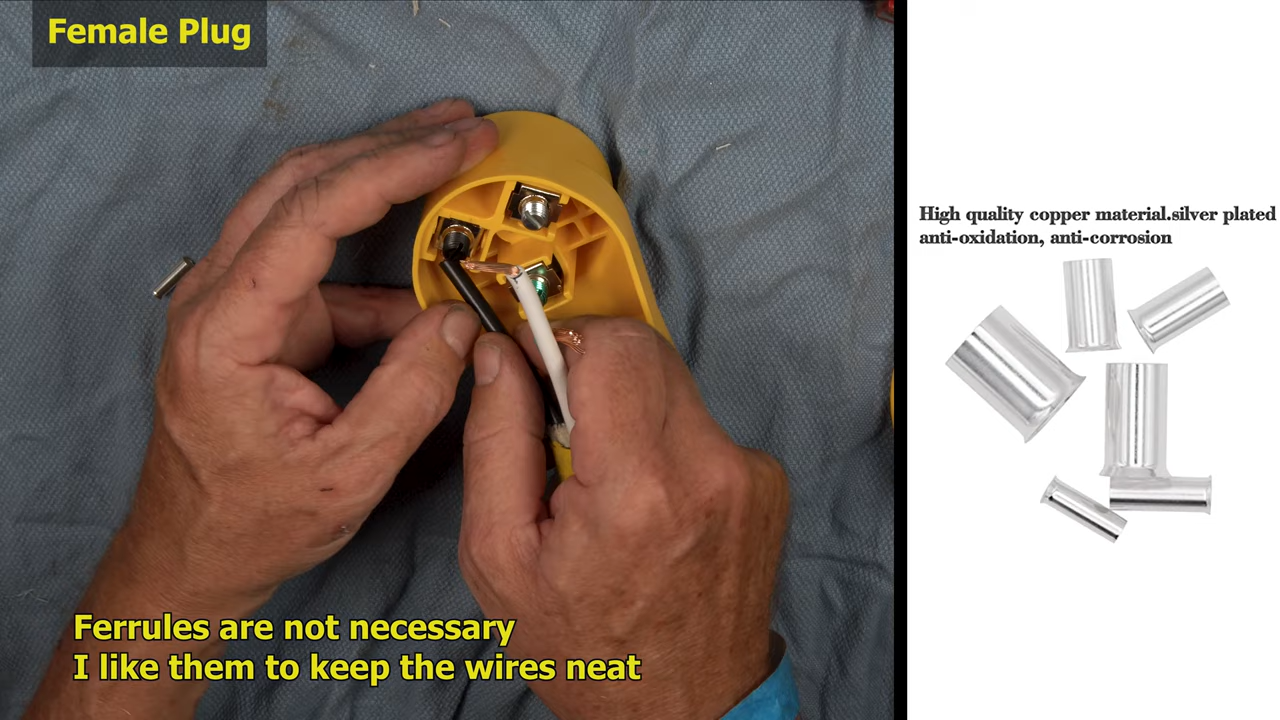 Female Plug
High quality copper material.silver plated
anti-oxidation, anti-corrosion
Ferrules are not necessary
I like them to keep the wires neat